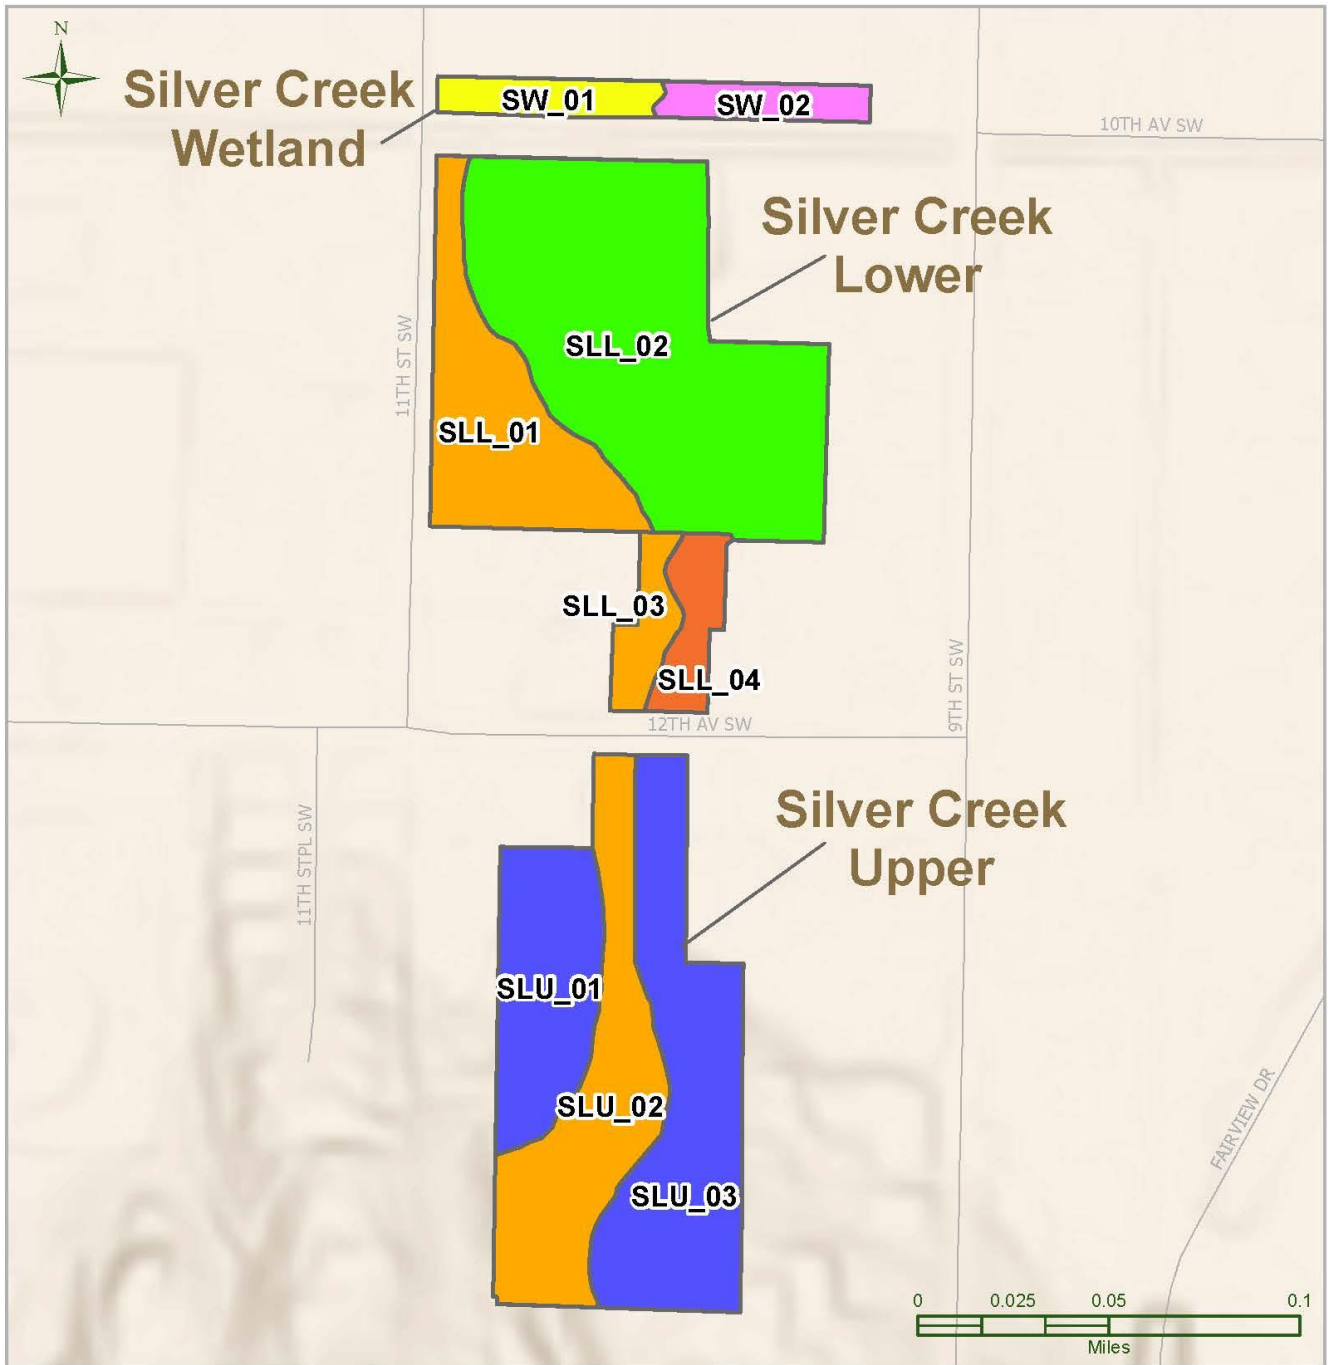 N
Silver Creek
Wetland
SW_01
SW_02
10TH AV SW
Silver Creek
Lower
11TH ST SW
SLL_02
SLL_01
SLL_03
SLL_04
9TH ST SW
12TH AV SW
11TH STPL SW
Silver Creek
Upper
SLU_01
SLU_02
SLU_03
FAIRVIEW DR
0 0.025 0.05 0.1
Miles